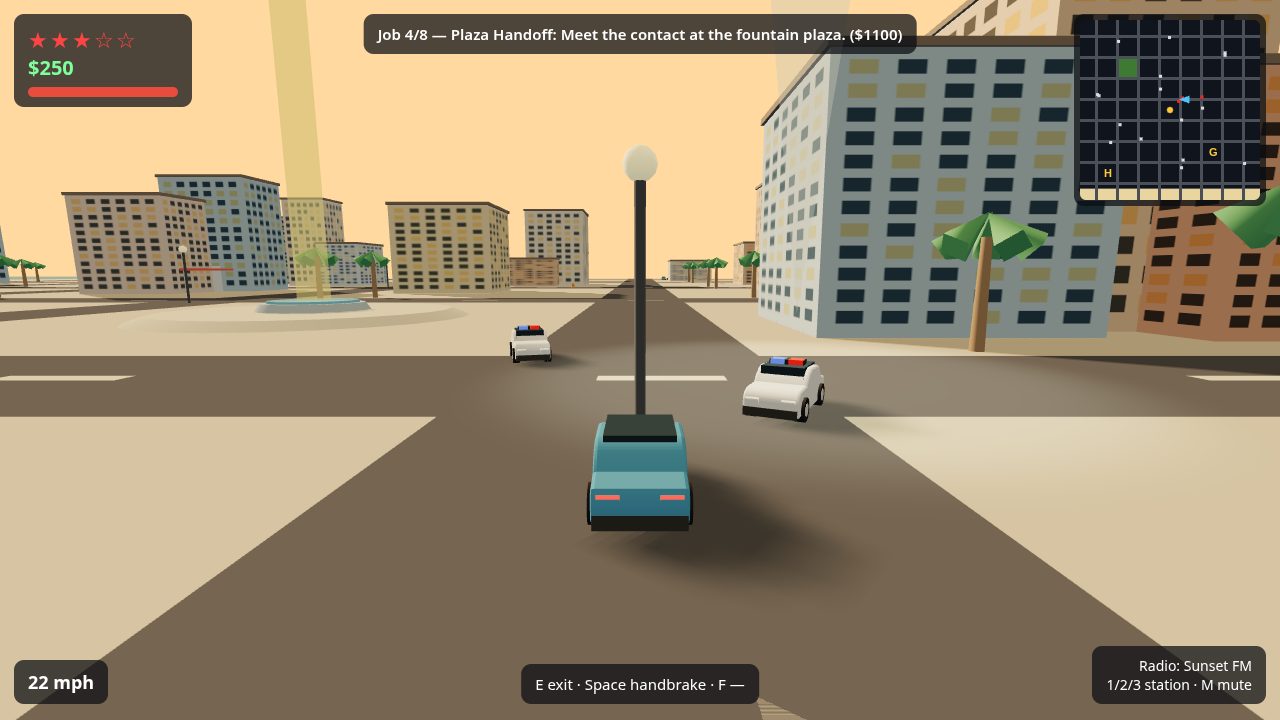 ★★★☆☆
$250
Job 4/8 — Plaza Handoff: Meet the contact at the fountain plaza. ($1100)
G
H
22 mph
E exit · Space handbrake · F —
Radio: Sunset FM
1/2/3 station · M mute